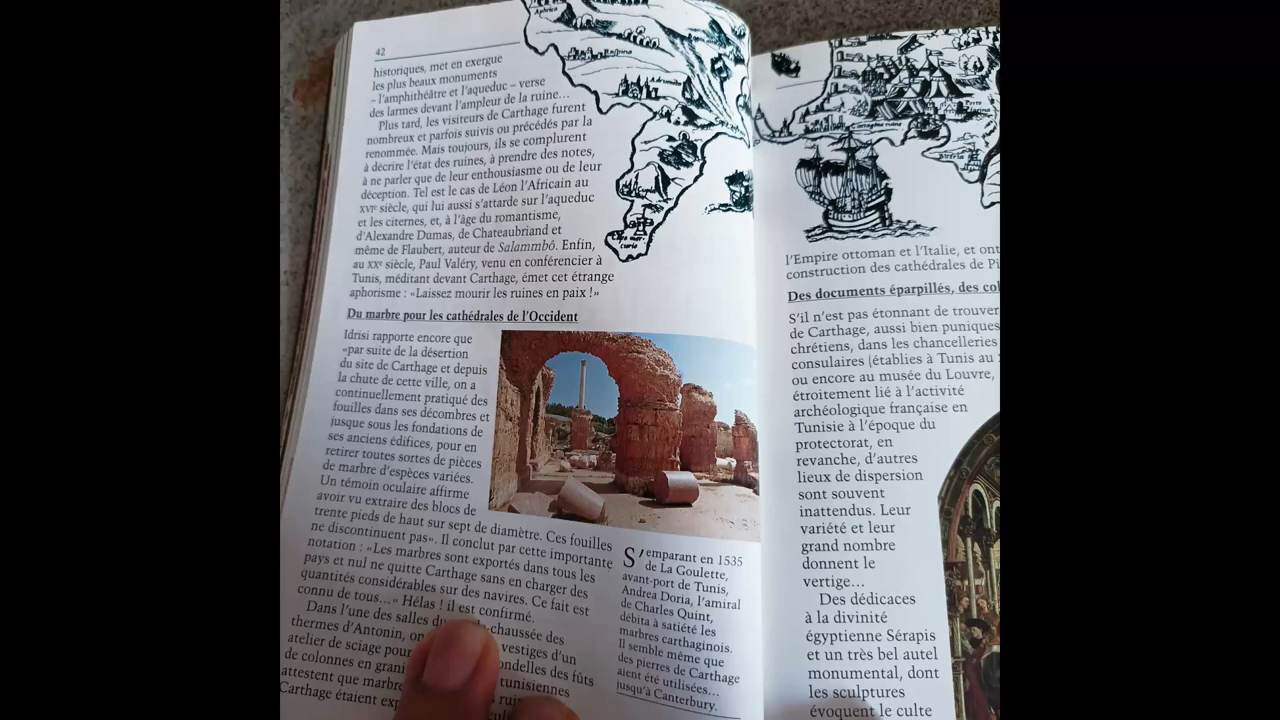 42
historiques, met en exergue
les plus beaux monuments
– l'amphithéâtre et l'aqueduc – verse
des larmes devant l'ampleur de la ruine…
Plus tard, les visiteurs de Carthage furent
nombreux et parfois suivis ou précédés par la
renommée. Mais toujours, ils se complurent
à décrire l'état des ruines, à prendre des notes,
à ne parler que de leur enthousiasme ou de leur
déception. Tel est le cas de Léon l'Africain au
XVIe siècle, qui lui aussi s'attarde sur l'aqueduc
et les citernes, et, à l'âge du romantisme,
d'Alexandre Dumas, de Chateaubriand et
même de Flaubert, auteur de Salammbô. Enfin,
au XXe siècle, Paul Valéry, venu en conférencier à
Tunis, méditant devant Carthage, émet cet étrange
aphorisme : «Laissez mourir les ruines en paix !»
Du marbre pour les cathédrales de l'Occident
Idrisi rapporte encore que
«par suite de la désertion
du site de Carthage et depuis
la chute de cette ville, on a
continuellement pratiqué des
fouilles dans ses décombres et
jusque sous les fondations de
ses anciens édifices, pour en
retirer toutes sortes de pièces
de marbre d'espèces variées.
Un témoin oculaire affirme
avoir vu extraire des blocs de
trente pieds de haut sur sept de diamètre. Ces fouilles
ne discontinuent pas». Il conclut par cette importante
notation : «Les marbres sont exportés dans tous les
pays et nul ne quitte Carthage sans en charger des
quantités considérables sur des navires. Ce fait est
connu de tous…» Hélas ! il est confirmé.
Dans l'une des salles du -chaussée des
thermes d'Antonin, on vestiges d'un
atelier de sciage pour ondelles des fûts
de colonnes en grani tunisiennes
attestent que marbre
Carthage étaient exp
S'emparant en 1535
de La Goulette,
avant-port de Tunis,
Andrea Doria, l'amiral
de Charles Quint,
débita à satiété les
marbres carthaginois.
Il semble même que
des pierres de Carthage
aient été utilisées…
jusqu'à Canterbury.
l'Empire ottoman et l'Italie, et ont
construction des cathédrales de Pi
Des documents éparpillés, des col
S'il n'est pas étonnant de trouver
de Carthage, aussi bien puniques
chrétiens, dans les chancelleries
consulaires (établies à Tunis au
ou encore au musée du Louvre,
étroitement lié à l'activité
archéologique française en
Tunisie à l'époque du
protectorat, en
revanche, d'autres
lieux de dispersion
sont souvent
inattendus. Leur
variété et leur
grand nombre
donnent le
vertige…
Des dédicaces
à la divinité
égyptienne Sérapis
et un très bel autel
monumental, dont
les sculptures
évoquent le culte